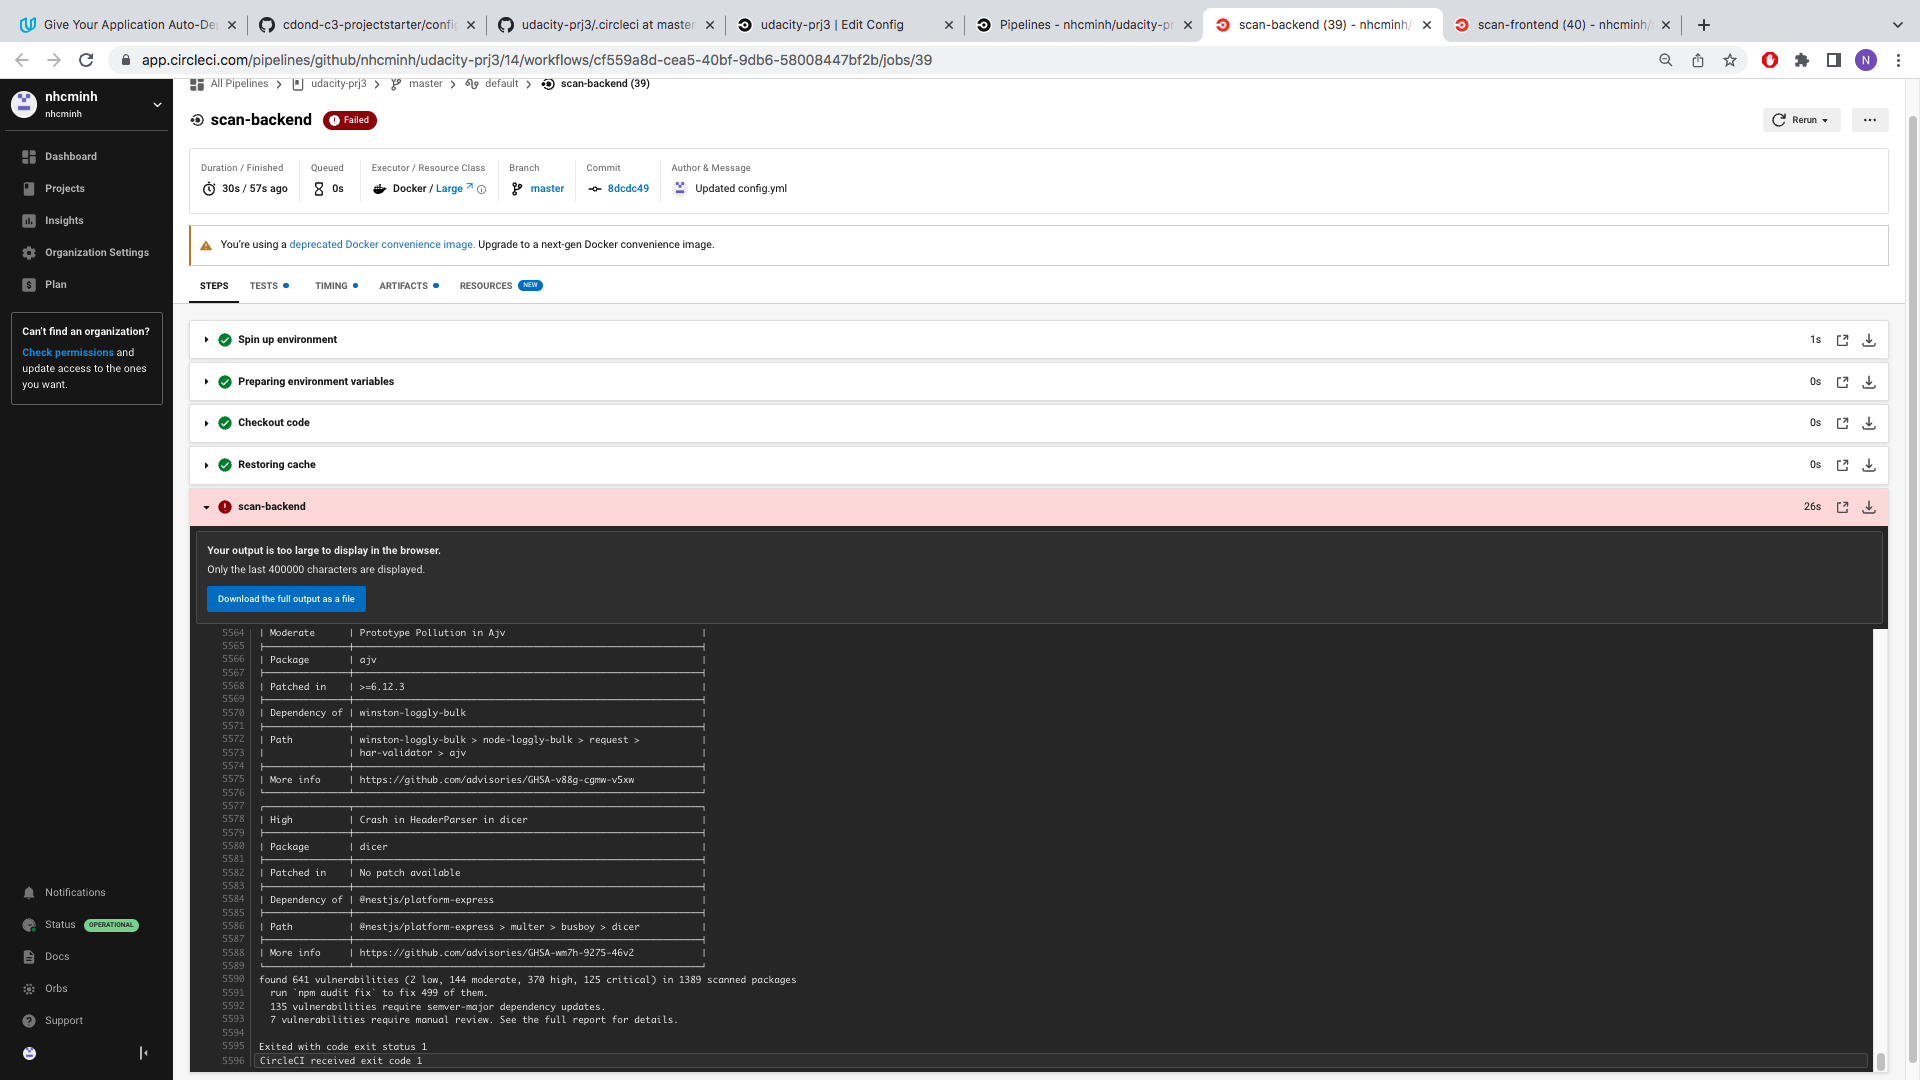 Give Your Application Auto-De
cdond-c3-projectstarter/config
udacity-prj3/.circleci at master
udacity-prj3 | Edit Config
Pipelines - nhcminh/udacity-pr
scan-backend (39) - nhcminh/
scan-frontend (40) - nhcminh/
app.circleci.com/pipelines/github/nhcminh/udacity-prj3/14/workflows/cf559a8d-cea5-40bf-9db6-58008447bf2b/jobs/39
N
nhcminh
nhcminh
Dashboard
Projects
Insights
Organization Settings
Plan
Can't find an organization?
Check permissions and
update access to the ones
you want.
Notifications
Status OPERATIONAL
Docs
Orbs
Support
All Pipelines
udacity-prj3
master
default
scan-backend (39)
scan-backend
Failed
Rerun
Duration / Finished
30s / 57s ago
Queued
0s
Executor / Resource Class
Docker / Large
Branch
master
Commit
8dcdc49
Author & Message
Updated config.yml
You're using a deprecated Docker convenience image. Upgrade to a next-gen Docker convenience image.
STEPS TESTS TIMING ARTIFACTS RESOURCES NEW
Spin up environment 1s
Preparing environment variables 0s
Checkout code 0s
Restoring cache 0s
scan-backend 26s
Your output is too large to display in the browser.
Only the last 400000 characters are displayed.
Download the full output as a file
5564 | Moderate | Prototype Pollution in Ajv |
5565
5566 | Package | ajv |
5567
5568 | Patched in | >=6.12.3 |
5569
5570 | Dependency of | winston-loggly-bulk |
5571
5572 | Path | winston-loggly-bulk > node-loggly-bulk > request > |
5573 | | har-validator > ajv |
5574
5575 | More info | https://github.com/advisories/GHSA-v88g-cgmw-v5xw |
5576
5577
5578 | High | Crash in HeaderParser in dicer |
5579
5580 | Package | dicer |
5581
5582 | Patched in | No patch available |
5583
5584 | Dependency of | @nestjs/platform-express |
5585
5586 | Path | @nestjs/platform-express > multer > busboy > dicer |
5587
5588 | More info | https://github.com/advisories/GHSA-wm7h-9275-46v2 |
5589
5590 found 641 vulnerabilities (2 low, 144 moderate, 370 high, 125 critical) in 1389 scanned packages
5591 run `npm audit fix` to fix 499 of them.
5592 135 vulnerabilities require semver-major dependency updates.
5593 7 vulnerabilities require manual review. See the full report for details.
5594
5595 Exited with code exit status 1
5596 CircleCI received exit code 1